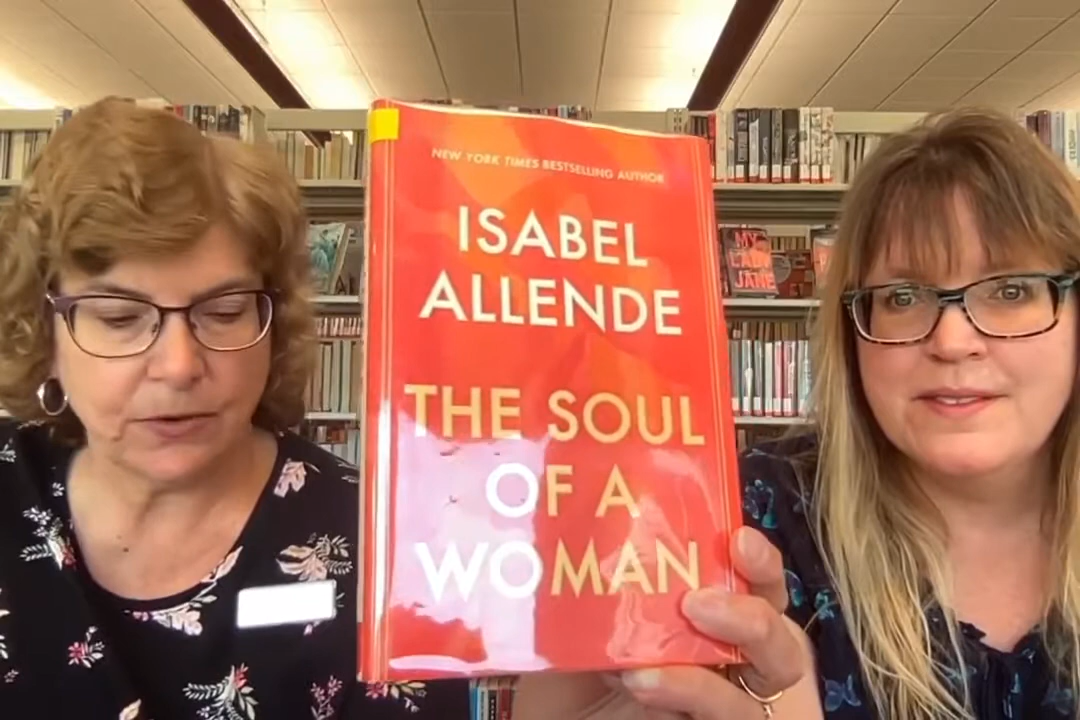 NEW YORK TIMES BESTSELLING AUTHOR
ISABEL
ALLENDE
THE SOUL
OF A
WOMAN
MY
LADY
JANE